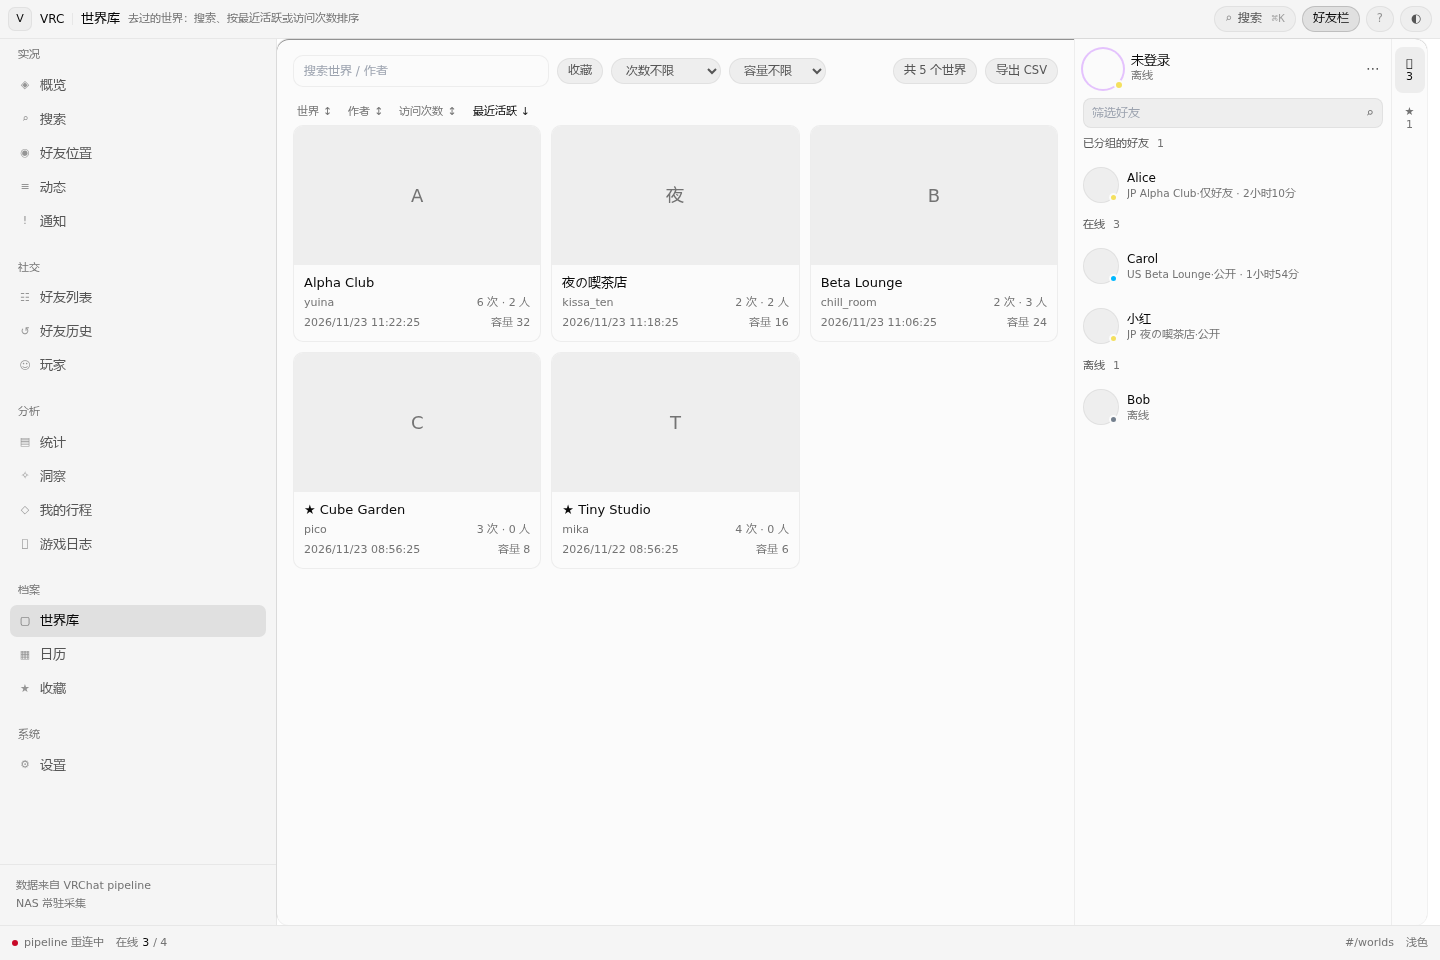 V VRC 世界库 去过的世界：搜索、按最近活跃或访问次数排序
⌕ 搜索 ⌘K 好友栏 ? ◐
实况
◈ 概览
⌕ 搜索
◉ 好友位置
≡ 动态
! 通知
社交
☷ 好友列表
↺ 好友历史
☺ 玩家
分析
▤ 统计
✧ 洞察
◇ 我的行程
游戏日志
档案
▢ 世界库
▦ 日历
★ 收藏
系统
⚙ 设置
数据来自 VRChat pipeline
NAS 常驻采集
搜索世界 / 作者 收藏 次数不限 容量不限 共 5 个世界 导出 CSV
世界 ↕ 作者 ↕ 访问次数 ↕ 最近活跃 ↓
A
Alpha Club
yuina 6 次 · 2 人
2026/11/23 11:22:25 容量 32
夜
夜の喫茶店
kissa_ten 2 次 · 2 人
2026/11/23 11:18:25 容量 16
B
Beta Lounge
chill_room 2 次 · 3 人
2026/11/23 11:06:25 容量 24
C
★ Cube Garden
pico 3 次 · 0 人
2026/11/23 08:56:25 容量 8
T
★ Tiny Studio
mika 4 次 · 0 人
2026/11/22 08:56:25 容量 6
未登录
离线
⋯
筛选好友 ⌕
已分组的好友 1
Alice
JP Alpha Club·仅好友 · 2小时10分
在线 3
Carol
US Beta Lounge·公开 · 1小时54分
小红
JP 夜の喫茶店·公开
离线 1
Bob
离线
3
★
1
pipeline 重连中 在线 3 / 4
#/worlds 浅色